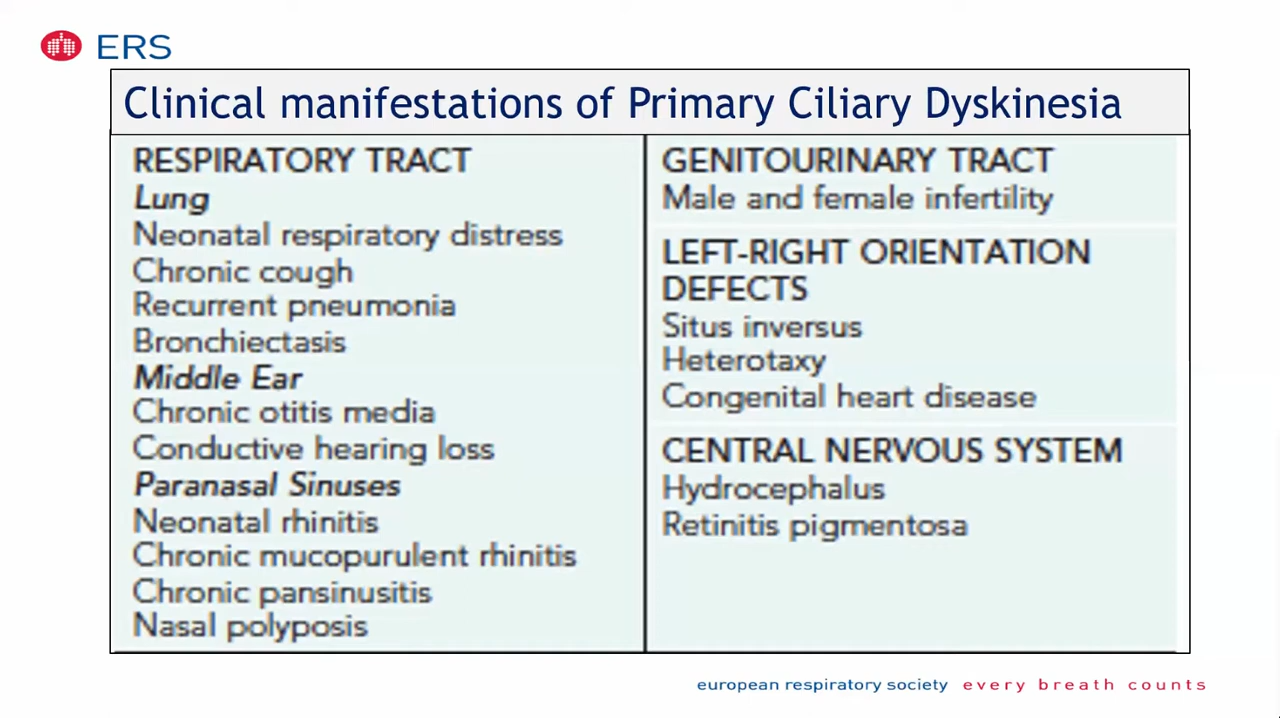 ERS
Clinical manifestations of Primary Ciliary Dyskinesia
RESPIRATORY TRACT
Lung
Neonatal respiratory distress
Chronic cough
Recurrent pneumonia
Bronchiectasis
Middle Ear
Chronic otitis media
Conductive hearing loss
Paranasal Sinuses
Neonatal rhinitis
Chronic mucopurulent rhinitis
Chronic pansinusitis
Nasal polyposis
GENITOURINARY TRACT
Male and female infertility
LEFT-RIGHT ORIENTATION
DEFECTS
Situs inversus
Heterotaxy
Congenital heart disease
CENTRAL NERVOUS SYSTEM
Hydrocephalus
Retinitis pigmentosa
european respiratory society every breath counts